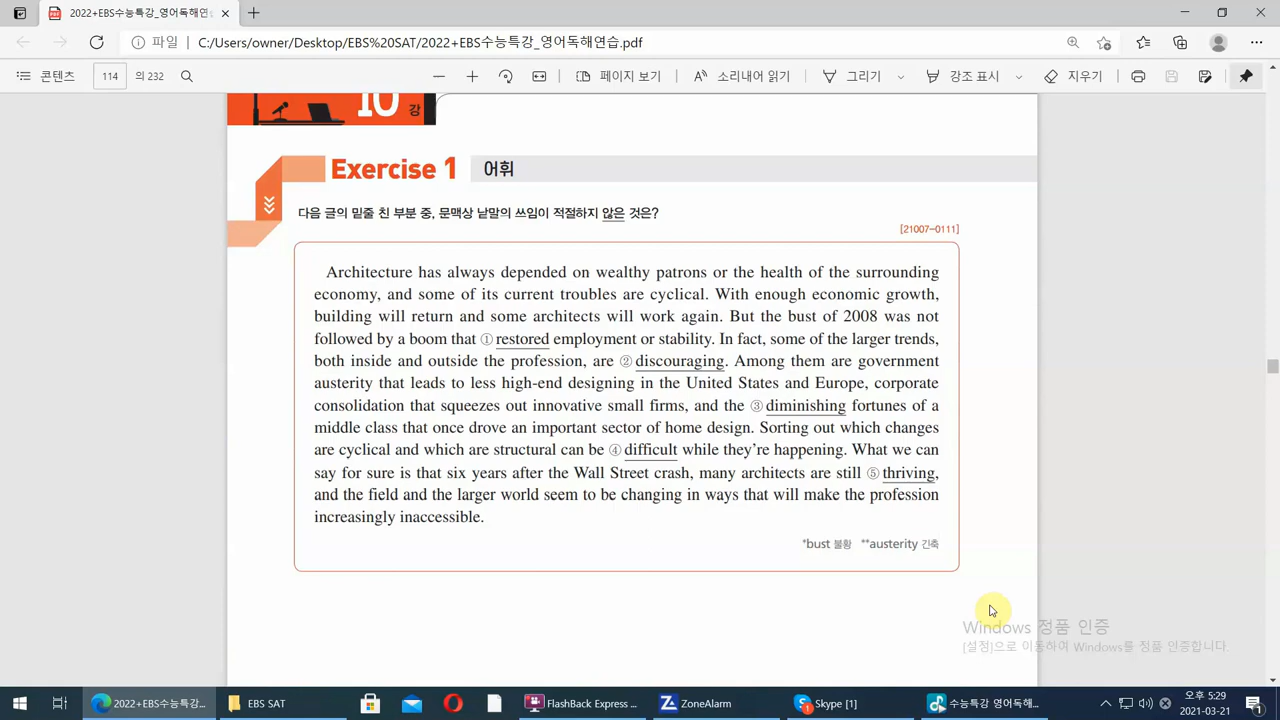 2022+EBS수능특강_영어독해연습
파일 C:/Users/owner/Desktop/EBS%20SAT/2022+EBS수능특강_영어독해연습.pdf
콘텐츠 114 의 232 페이지 보기 소리내어 읽기 그리기 강조 표시 지우기
10 강
Exercise 1 어휘
다음 글의 밑줄 친 부분 중, 문맥상 낱말의 쓰임이 적절하지 않은 것은?
[21007-0111]
Architecture has always depended on wealthy patrons or the health of the surrounding
economy, and some of its current troubles are cyclical. With enough economic growth,
building will return and some architects will work again. But the bust of 2008 was not
followed by a boom that ① restored employment or stability. In fact, some of the larger trends,
both inside and outside the profession, are ② discouraging. Among them are government
austerity that leads to less high-end designing in the United States and Europe, corporate
consolidation that squeezes out innovative small firms, and the ③ diminishing fortunes of a
middle class that once drove an important sector of home design. Sorting out which changes
are cyclical and which are structural can be ④ difficult while they're happening. What we can
say for sure is that six years after the Wall Street crash, many architects are still ⑤ thriving,
and the field and the larger world seem to be changing in ways that will make the profession
increasingly inaccessible.
*bust 불황 **austerity 긴축
Windows 정품 인증
[설정]으로 이동하여 Windows를 정품 인증합니다.
2022+EBS수능특강_... EBS SAT FlashBack Express ... ZoneAlarm Skype [1] 수능특강 영어독해... 오후 5:29
2021-03-21